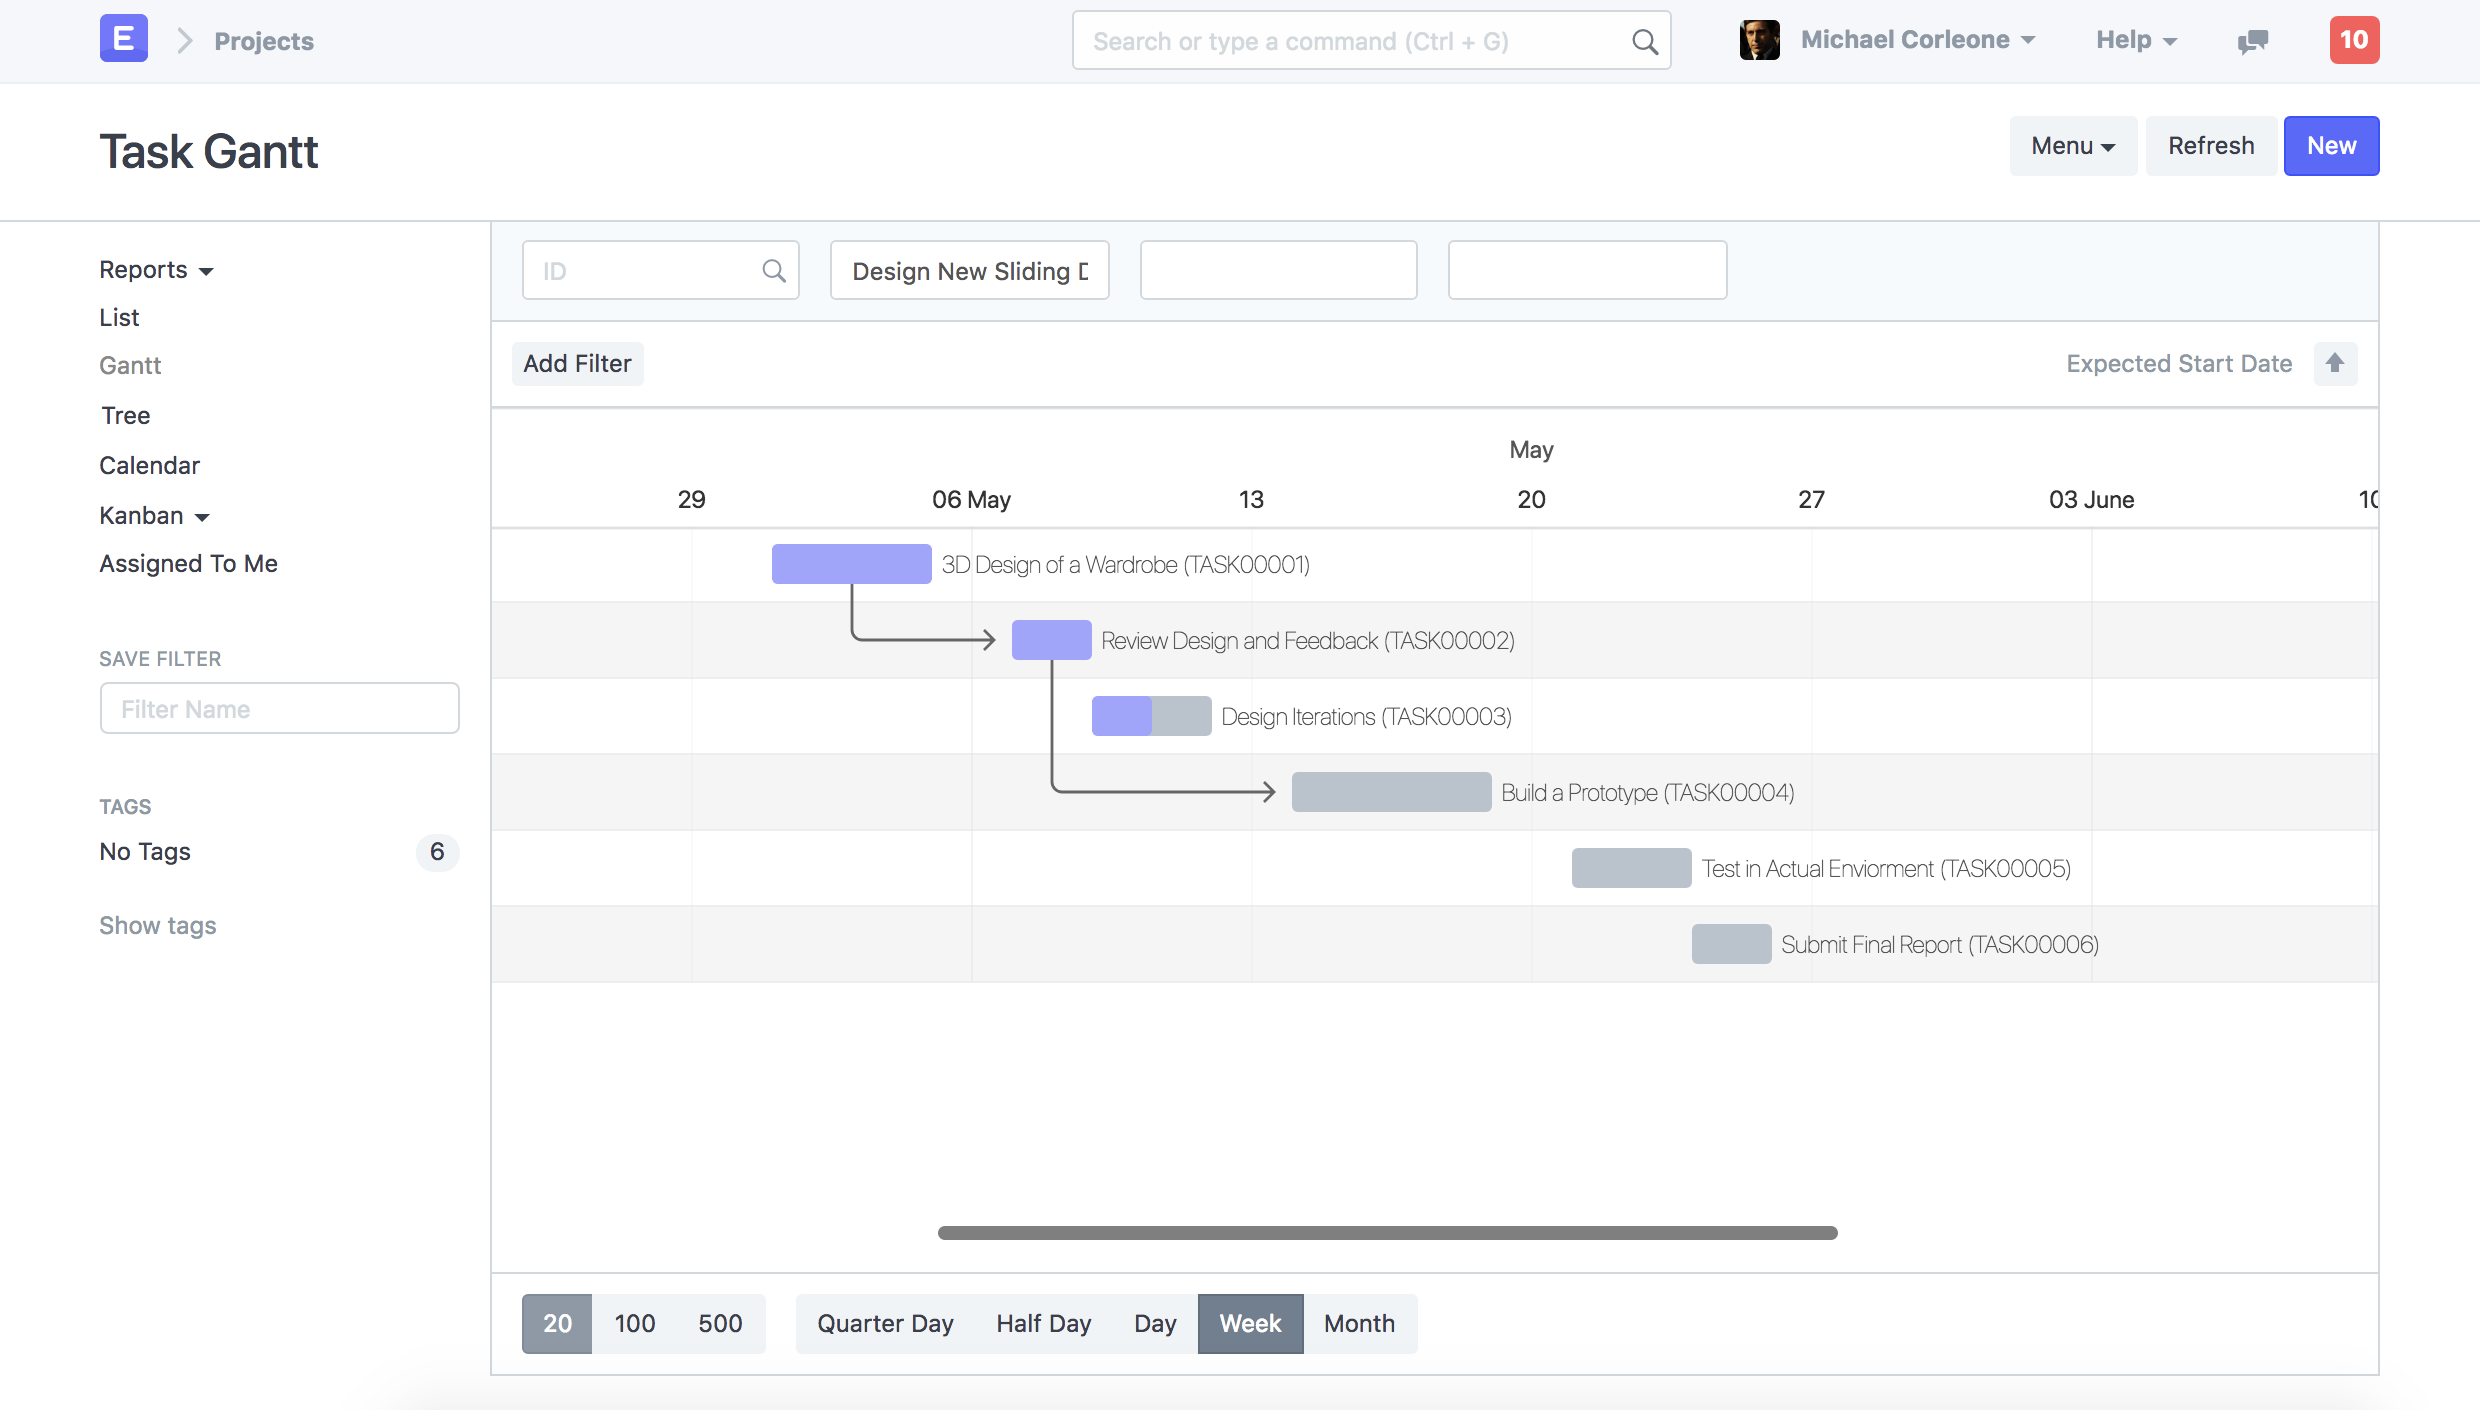 E
Projects
Search or type a command (Ctrl + G)
Michael Corleone
Help
10
Task Gantt
Menu
Refresh
New
Reports
List
Gantt
Tree
Calendar
Kanban
Assigned To Me
SAVE FILTER
Filter Name
TAGS
No Tags
6
Show tags
ID
Design New Sliding
Add Filter
Expected Start Date
May
29
06 May
13
20
27
03 June
3D Design of a Wardrobe (TASK00001)
Review Design and Feedback (TASK00002)
Design Iterations (TASK00003)
Build a Prototype (TASK00004)
Test in Actual Enviorment (TASK00005)
Submit Final Report (TASK00006)
20
100
500
Quarter Day
Half Day
Day
Week
Month